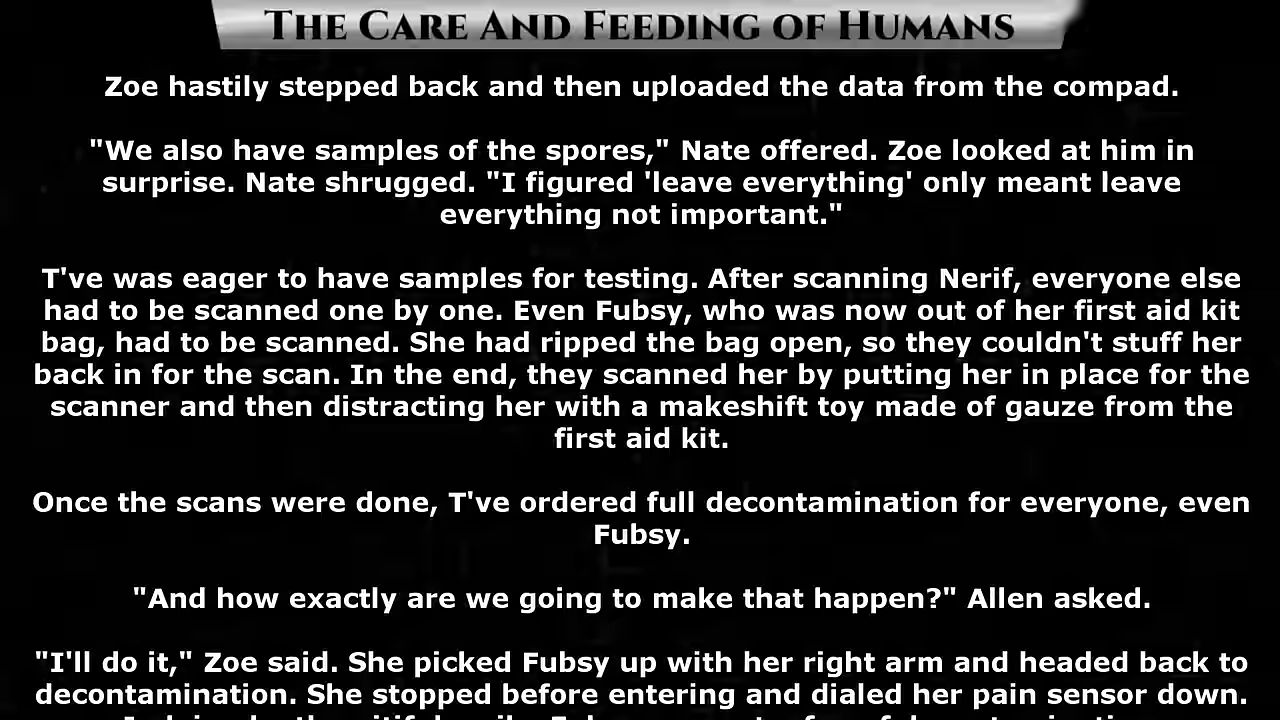 The Care And Feeding of Humans
Zoe hastily stepped back and then uploaded the data from the compad.
"We also have samples of the spores," Nate offered. Zoe looked at him in
surprise. Nate shrugged. "I figured 'leave everything' only meant leave
everything not important."
T've was eager to have samples for testing. After scanning Nerif, everyone else
had to be scanned one by one. Even Fubsy, who was now out of her first aid kit
bag, had to be scanned. She had ripped the bag open, so they couldn't stuff her
back in for the scan. In the end, they scanned her by putting her in place for the
scanner and then distracting her with a makeshift toy made of gauze from the
first aid kit.
Once the scans were done, T've ordered full decontamination for everyone, even
Fubsy.
"And how exactly are we going to make that happen?" Allen asked.
"I'll do it," Zoe said. She picked Fubsy up with her right arm and headed back to
decontamination. She stopped before entering and dialed her pain sensor down.